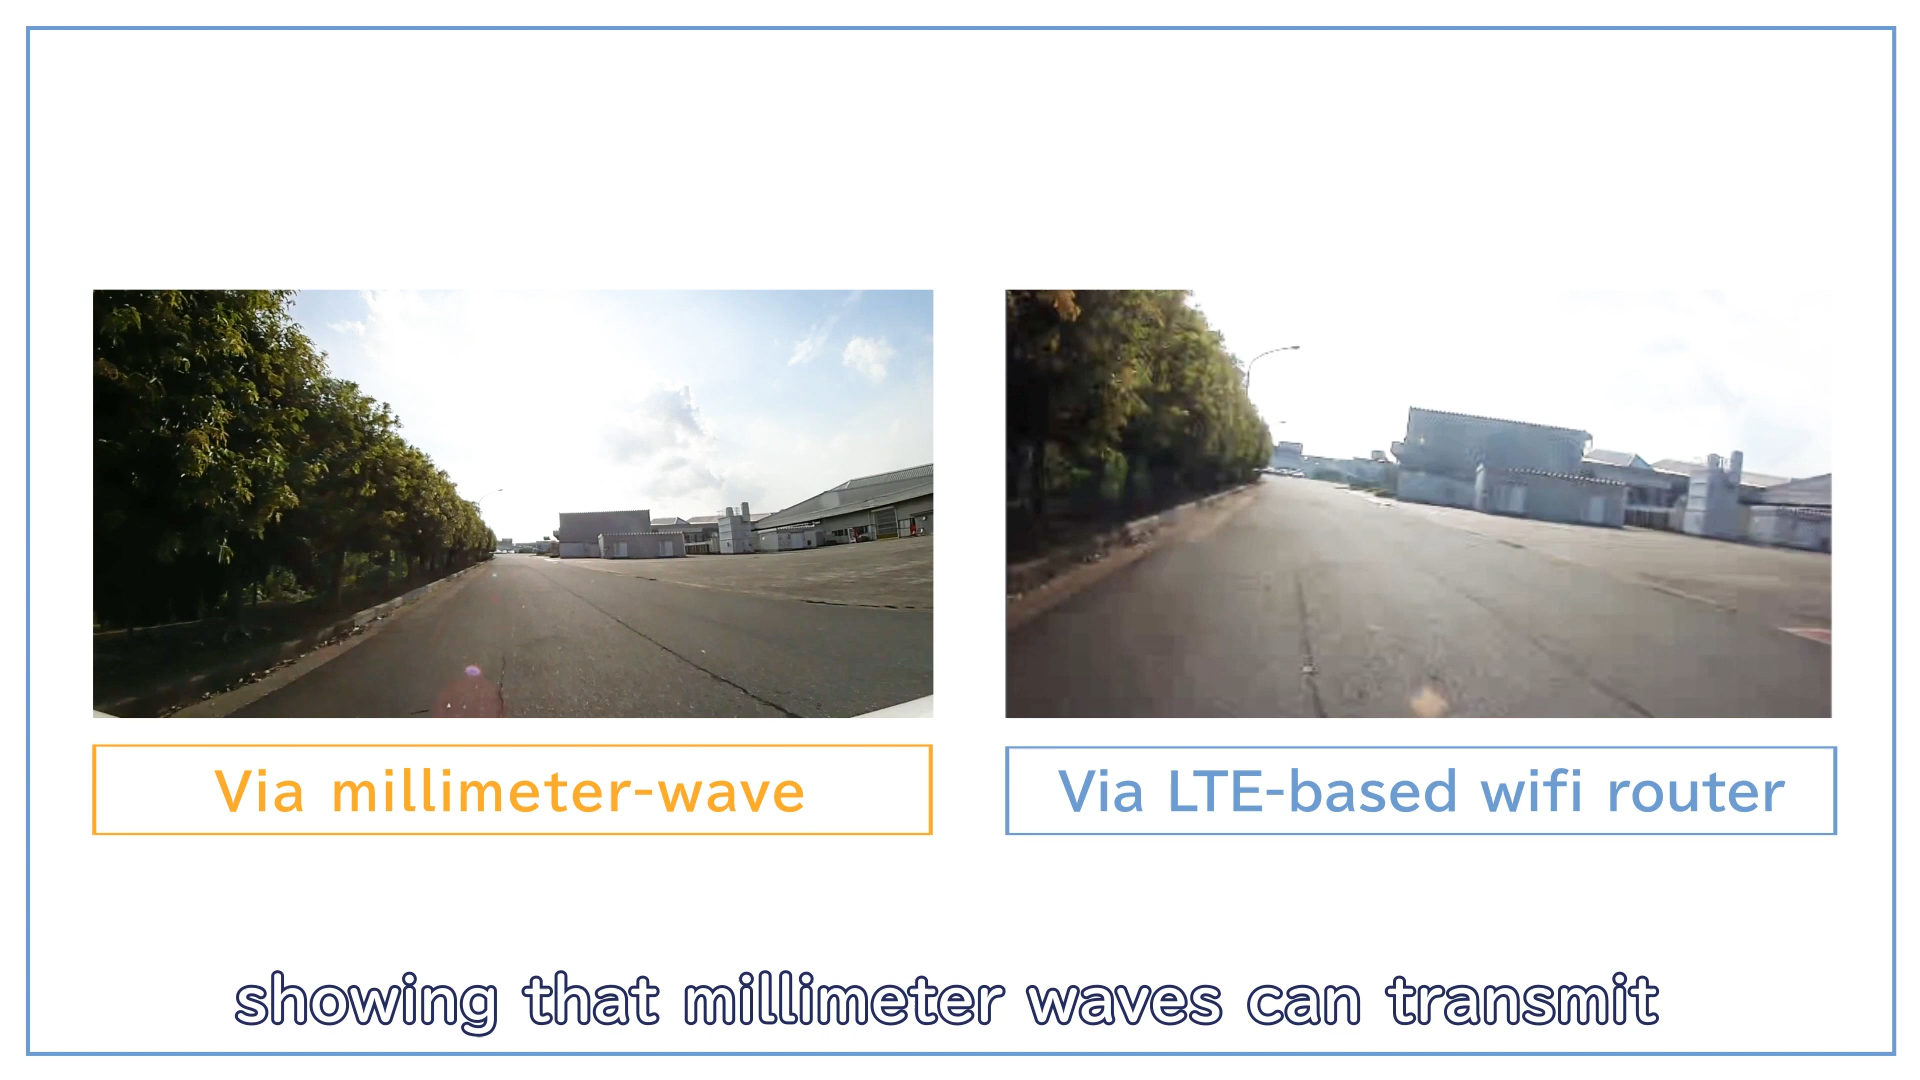 Via millimeter-wave
Via LTE-based wifi router
showing that millimeter waves can transmit